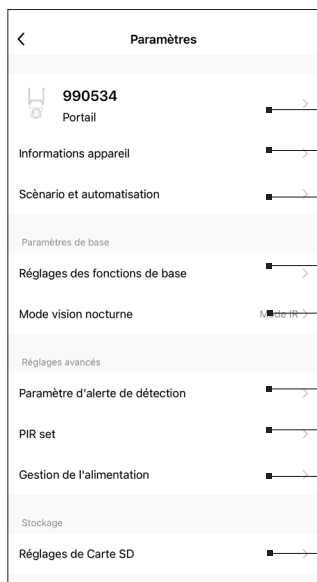 Paramètres
990534
Portail
Informations appareil
Scènario et automatisation
Paramètres de base
Réglages des fonctions de base
Mode vision nocturne Mode IR
Réglages avancés
Paramètre d'alerte de détection
PIR set
Gestion de l'alimentation
Stockage
Réglages de Carte SD